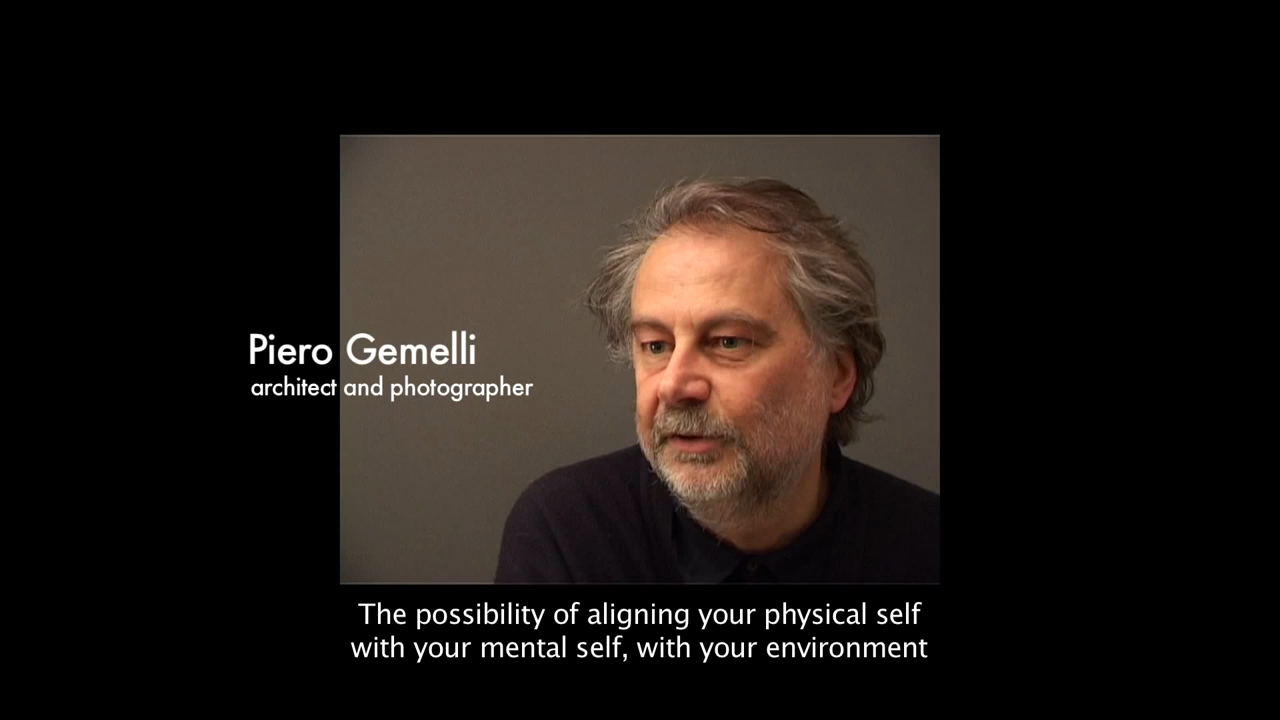 Piero Gemelli
architect and photographer
The possibility of aligning your physical self
with your mental self, with your environment